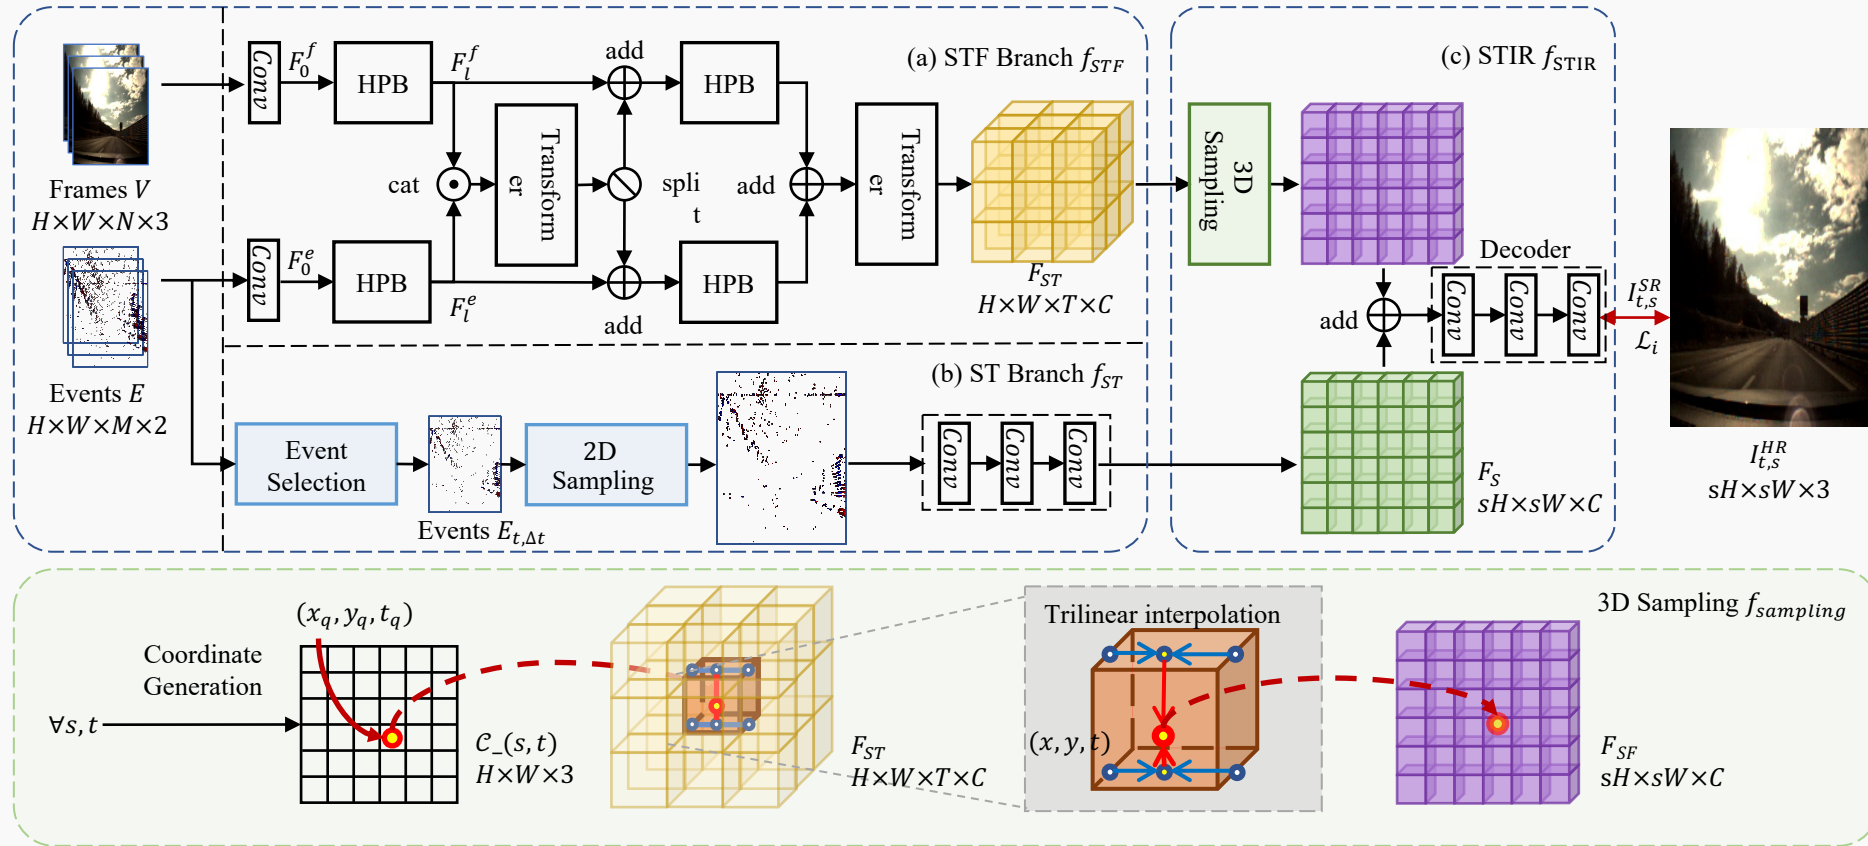 Frames V
H×W×N×3
Events E
H×W×M×2
Conv
F_0^f
HPB
F_l^f
add
HPB
(a) STF Branch f_STF
cat
Transform
er
spli
t
add
Transform
er
Conv
F_0^e
HPB
F_l^e
add
HPB
F_ST
H×W×T×C
(b) ST Branch f_ST
Event
Selection
Events E_{t,Δt}
2D
Sampling
Conv
Conv
Conv
(c) STIR f_STIR
3D
Sampling
Decoder
add
Conv
Conv
Conv
I_{t,s}^{SR}
ℒ_i
F_S
sH×sW×C
I_{t,s}^{HR}
sH×sW×3
3D Sampling f_sampling
(x_q, y_q, t_q)
Coordinate
Generation
∀s, t
C_(s, t)
H×W×3
F_ST
H×W×T×C
Trilinear interpolation
(x, y, t)
F_SF
sH×sW×C